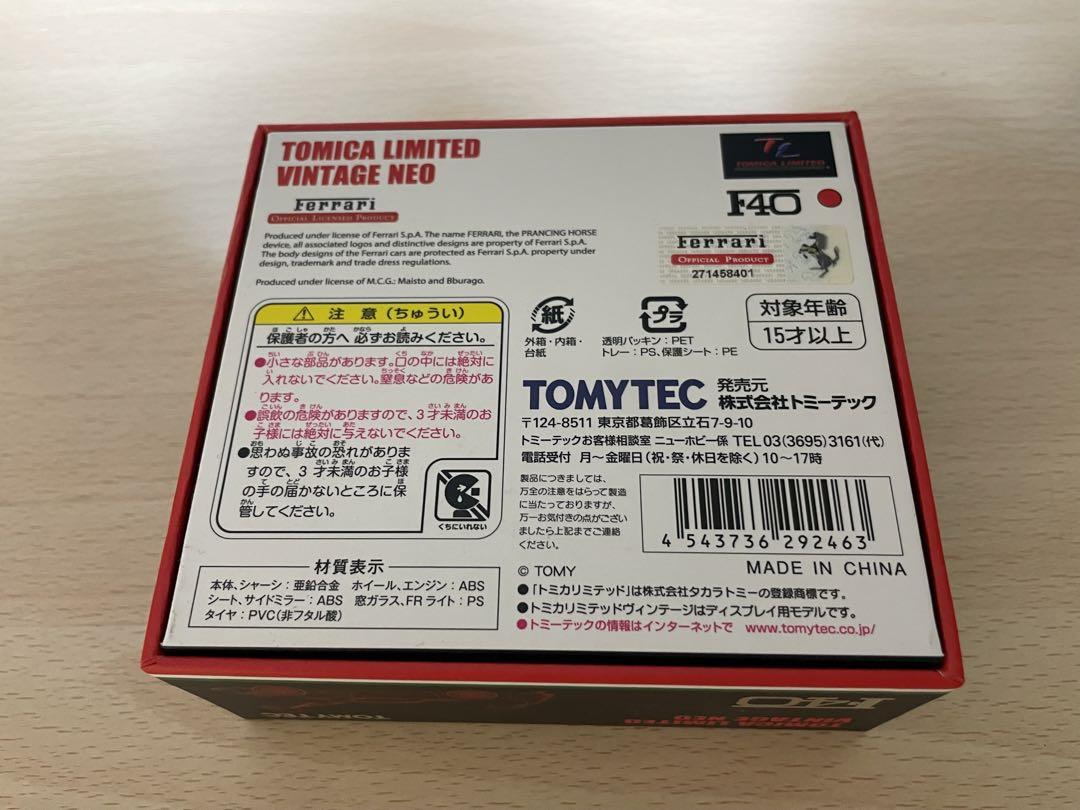 TOMICA LIMITED
VINTAGE NEO
Ferrari
OFFICIAL LICENSED PRODUCT
Produced under license of Ferrari S.p.A. The name FERRARI, the PRANCING HORSE
device, all associated logos and distinctive designs are property of Ferrari S.p.A.
The body designs of the Ferrari cars are protected as Ferrari S.p.A. property under
design, trademark and trade dress regulations.
Produced under license of M.C.G.; Maisto and Bburago.
TL
TOMICA LIMITED
F40
Ferrari
OFFICIAL PRODUCT
271458401
注 意 (ちゅうい)
保護者の方へ 必ずお読みください。
●小さな部品があります。口の中には絶対に
入れないでください。窒息などの危険があ
ります。
●誤飲の危険がありますので、3才未満のお
子様には絶対に与えないでください。
●思わぬ事故の恐れがありま
すので、3才未満のお子様
の手の届かないところに保
管してください。
くちにいれない
紙
外箱・内箱・
台紙
プラ
透明パッキン:PET
トレー:PS、保護シート:PE
対象年齢
15才以上
TOMYTEC 発売元 株式会社トミーテック
〒124-8511 東京都葛飾区立石7-9-10
トミーテックお客様相談室 ニューホビー係 TEL 03(3695)3161(代)
電話受付 月~金曜日(祝・祭・休日を除く)10~17時
製品につきましては、
万全の注意をはらって製造
に当たっておりますが、
万一お気付きの点がござい
ましたら上記までご連絡
ください。
4 543736 292463
© TOMY
MADE IN CHINA
●「トミカリミテッド」は株式会社タカラトミーの登録商標です。
●トミカリミテッドヴィンテージはディスプレイ用モデルです。
●トミーテックの情報はインターネットで www.tomytec.co.jp/
材質表示
本体、シャーシ:亜鉛合金 ホイール、エンジン:ABS
シート、サイドミラー:ABS 窓ガラス、FRライト:PS
タイヤ:PVC(非フタル酸)
TOMYTEC
F40
TOMICA LIMITED
VINTAGE NEO